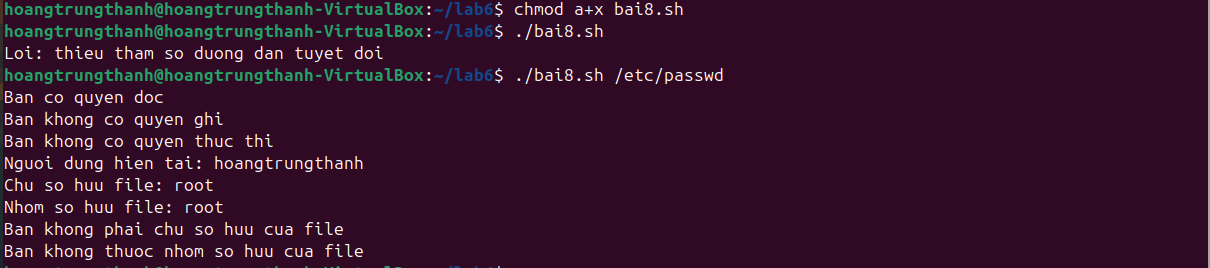 hoangtrungthanh@hoangtrungthanh-VirtualBox:~/lab6$ chmod a+x bai8.sh
hoangtrungthanh@hoangtrungthanh-VirtualBox:~/lab6$ ./bai8.sh
Loi: thieu tham so duong dan tuyet doi
hoangtrungthanh@hoangtrungthanh-VirtualBox:~/lab6$ ./bai8.sh /etc/passwd
Ban co quyen doc
Ban khong co quyen ghi
Ban khong co quyen thuc thi
Nguoi dung hien tai: hoangtrungthanh
Chu so huu file: root
Nhom so huu file: root
Ban khong phai chu so huu cua file
Ban khong thuoc nhom so huu cua file